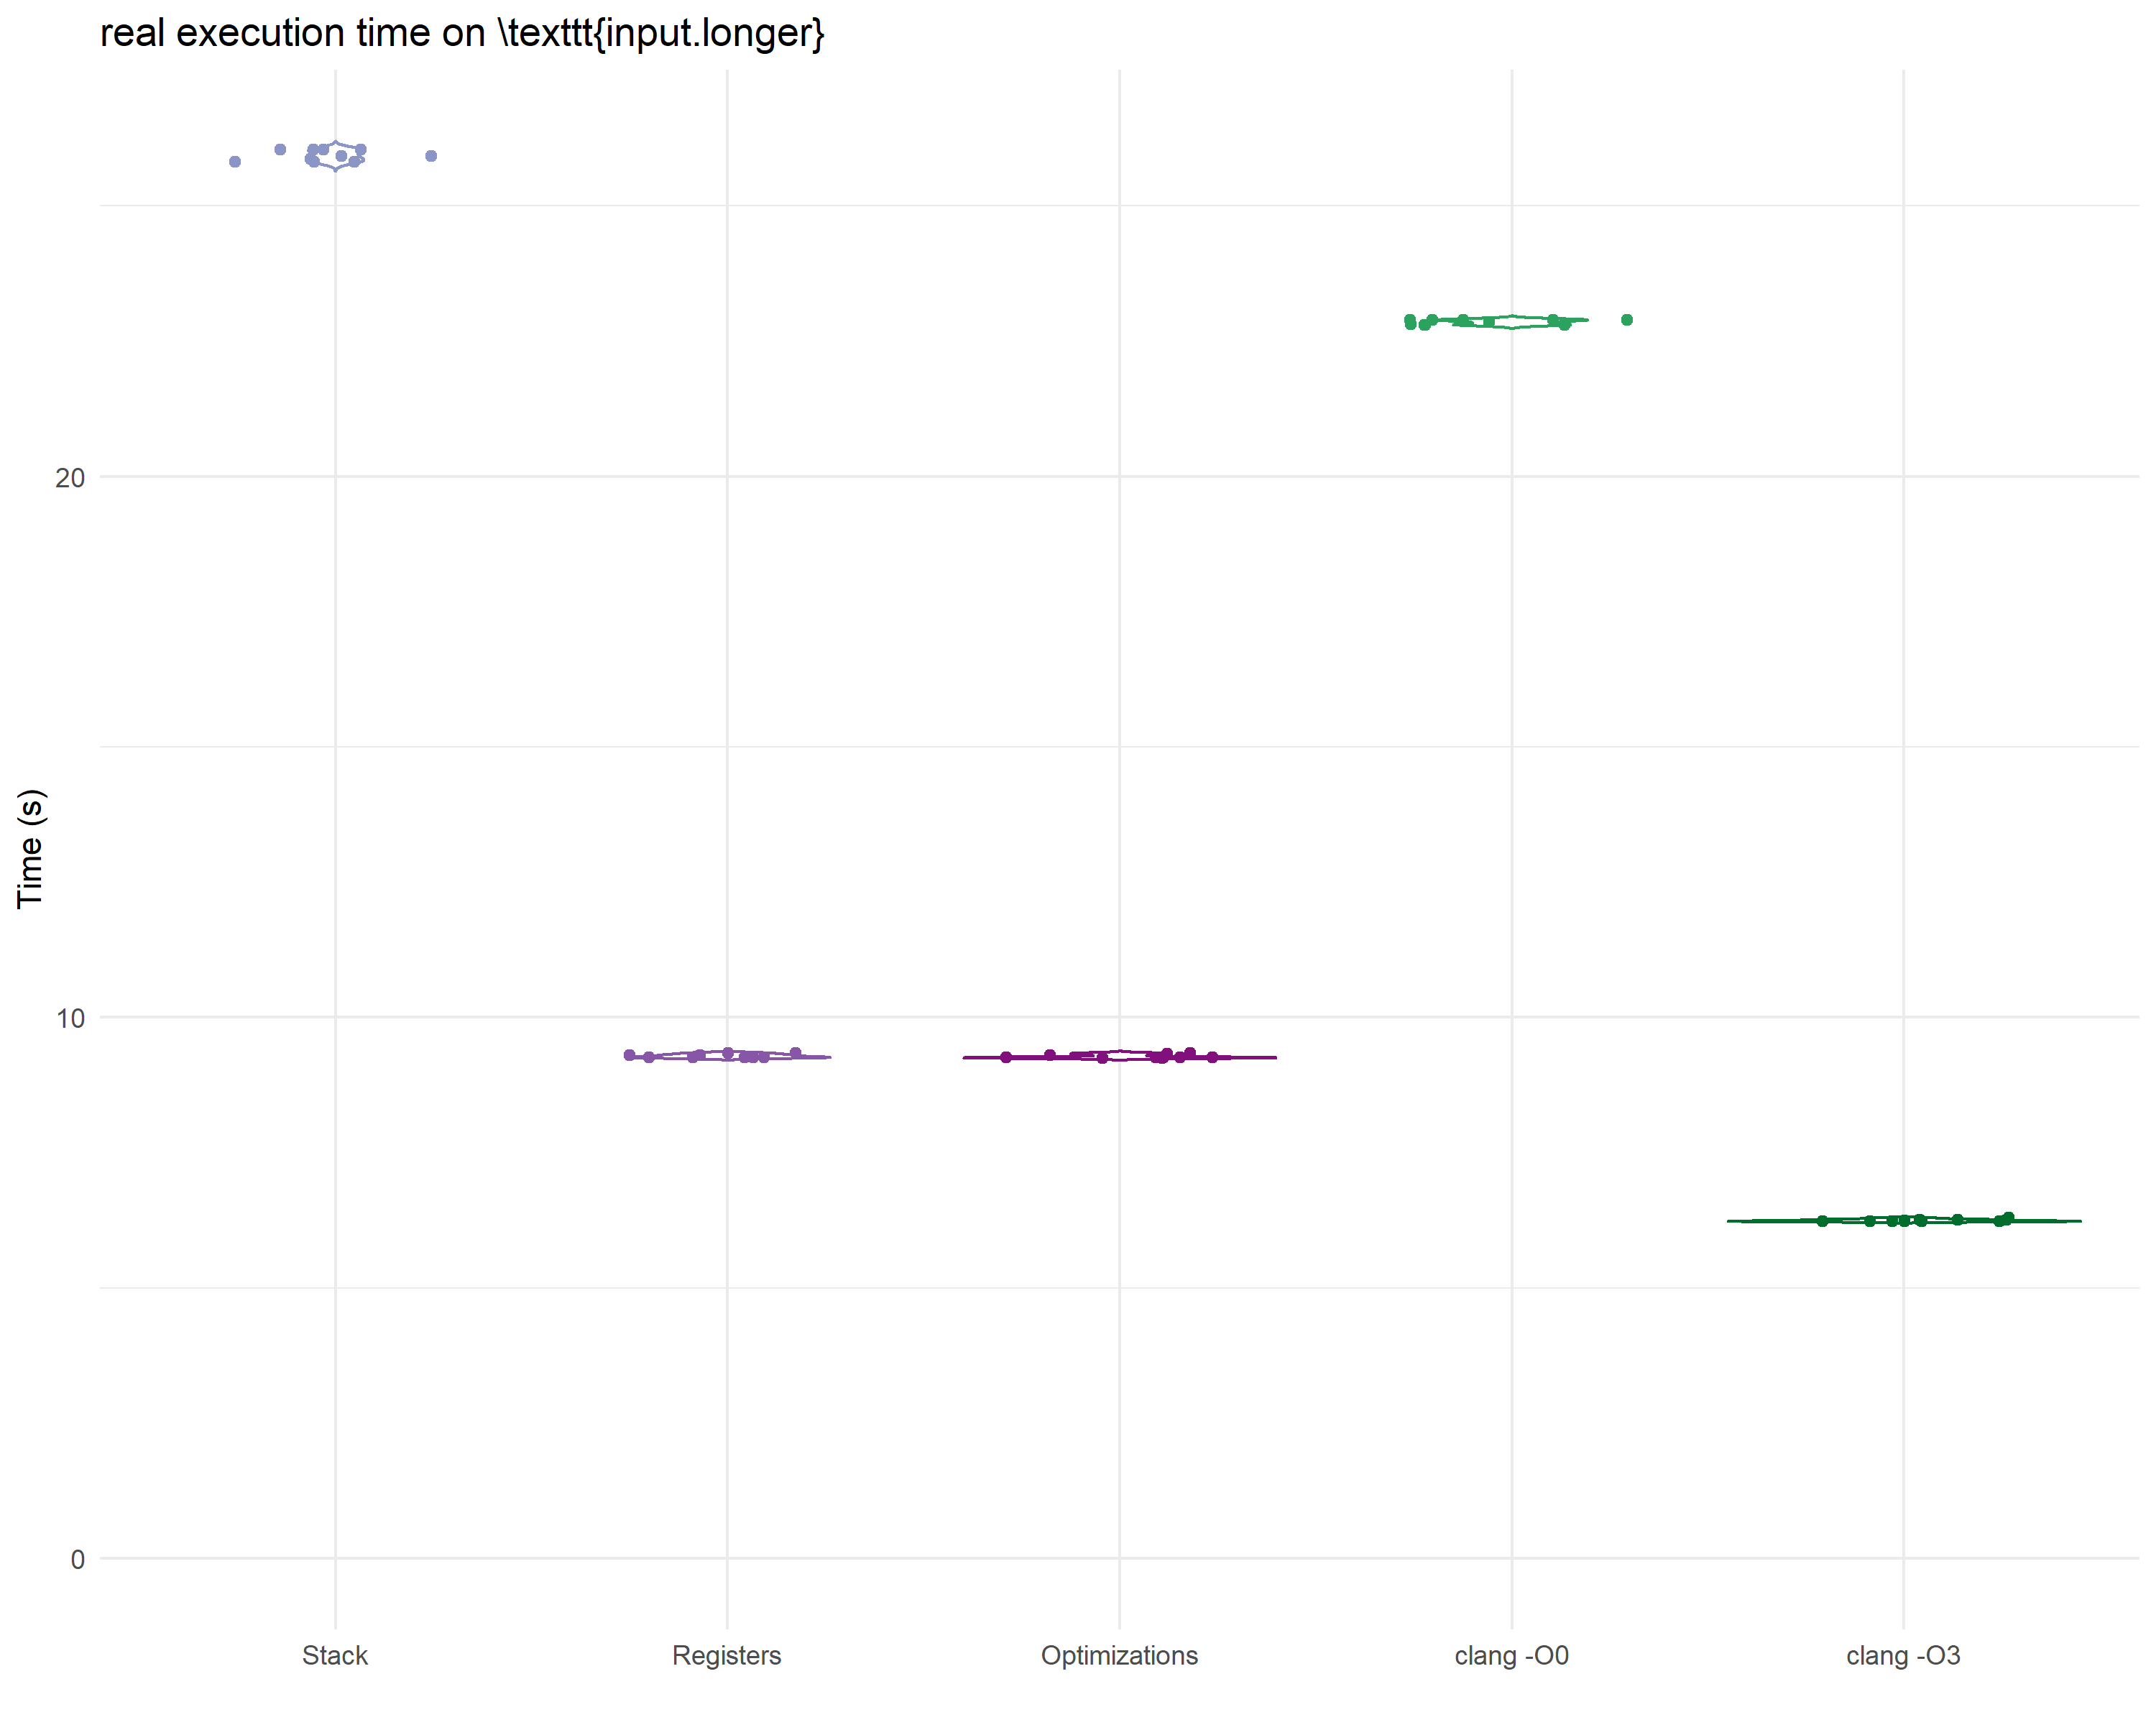 real execution time on \texttt{input.longer}
Time (s)
20
10
0
Stack
Registers
Optimizations
clang -O0
clang -O3